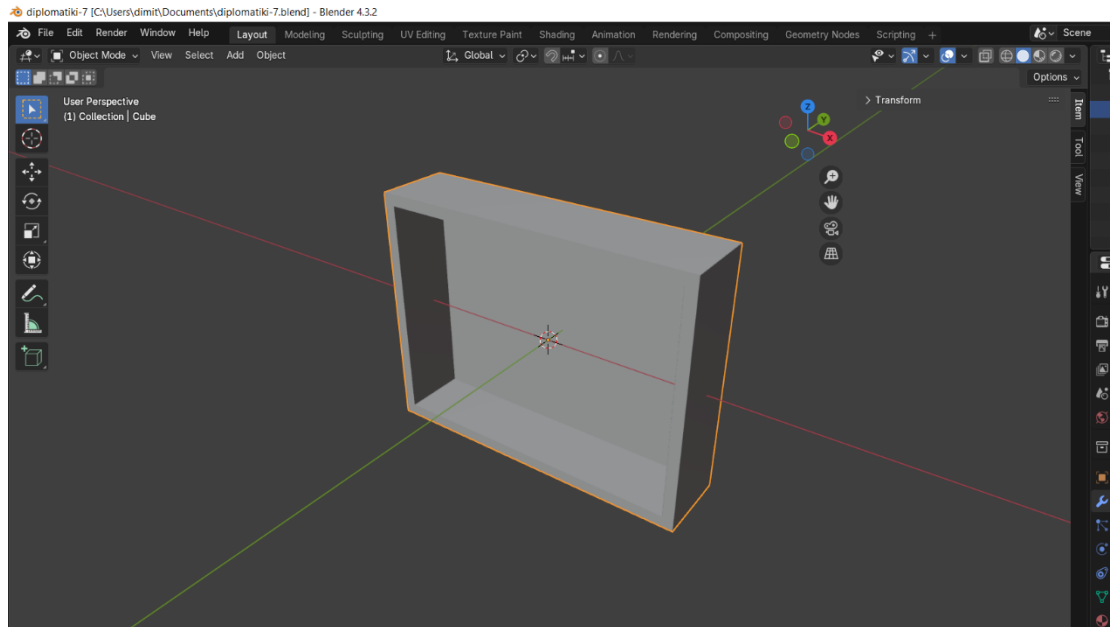 diplomatiki-7 [C:\Users\dimit\Documents\diplomatiki-7.blend] - Blender 4.3.2
File Edit Render Window Help Layout Modeling Sculpting UV Editing Texture Paint Shading Animation Rendering Compositing Geometry Nodes Scripting + Scene
Object Mode View Select Add Object Global
Options
User Perspective
(1) Collection | Cube
Transform
Item
Tool
View
Z
Y
X